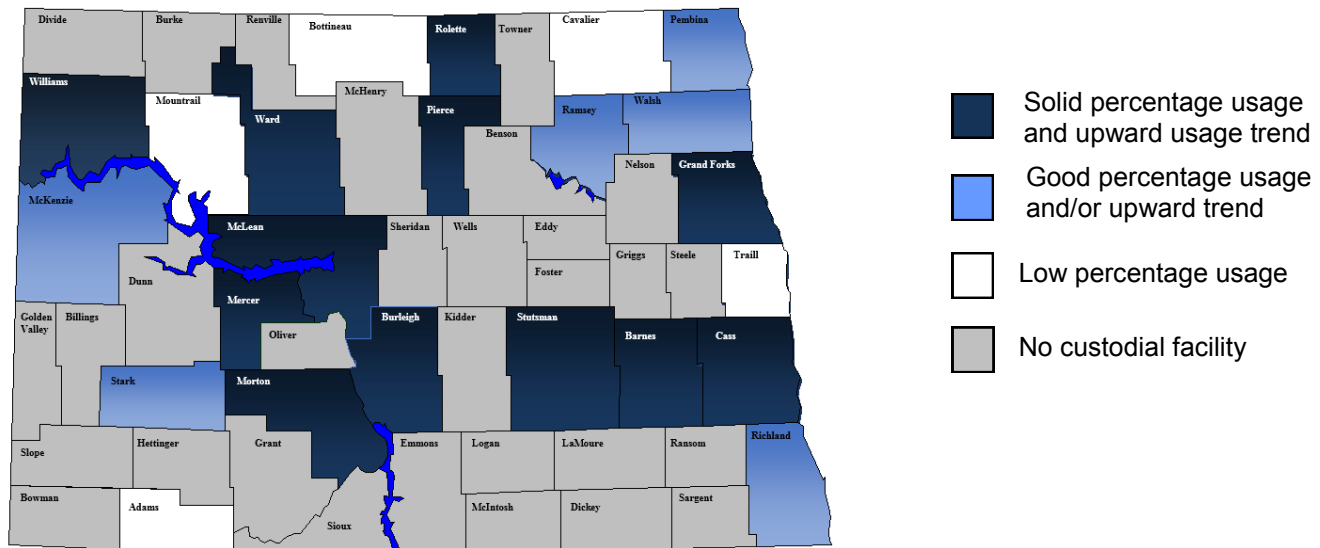 Divide
Burke
Renville
Bottineau
Rolette
Towner
Cavalier
Pembina
Williams
Mountrail
Ward
McHenry
Pierce
Benson
Ramsey
Walsh
Nelson
Grand Forks
McKenzie
McLean
Sheridan
Wells
Eddy
Foster
Griggs
Steele
Traill
Dunn
Mercer
Golden
Valley
Billings
Oliver
Burleigh
Kidder
Stutsman
Barnes
Cass
Stark
Morton
Slope
Hettinger
Grant
Emmons
Logan
LaMoure
Ransom
Richland
Bowman
Adams
Sioux
McIntosh
Dickey
Sargent
Solid percentage usage
and upward usage trend
Good percentage usage
and/or upward trend
Low percentage usage
No custodial facility